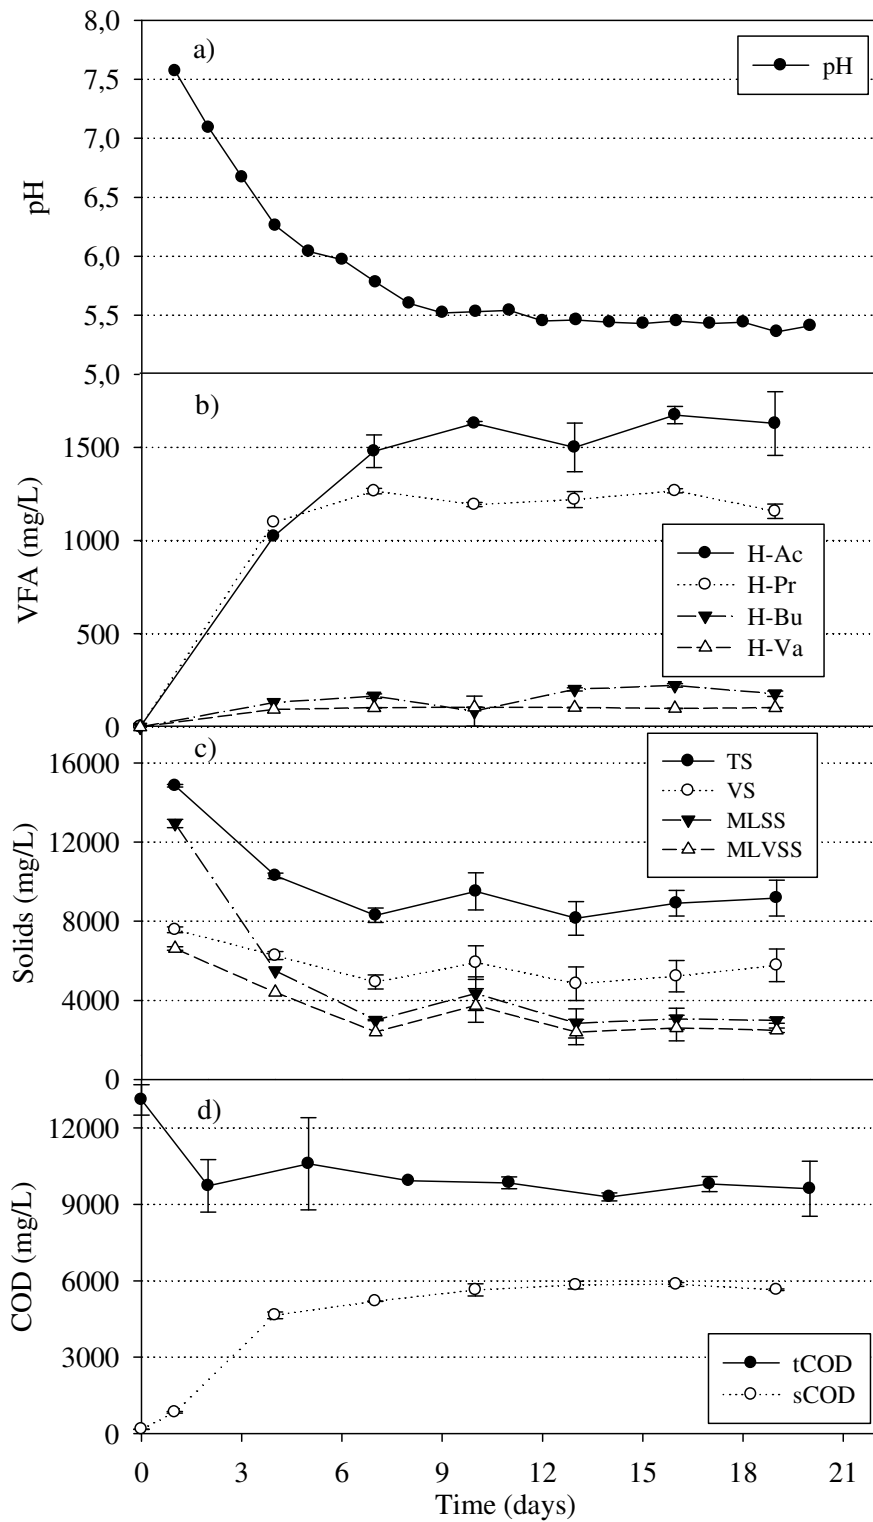 8,0
a)
pH
7,5
7,0
6,5
pH
6,0
5,5
5,0
b)
1500
VFA (mg/L)
1000
H-Ac
H-Pr
H-Bu
H-Va
500
0
c)
16000
TS
VS
MLSS
MLVSS
12000
Solids (mg/L)
8000
4000
0
d)
12000
COD (mg/L)
9000
6000
3000
tCOD
sCOD
0
0 3 6 9 12 15 18 21
Time (days)